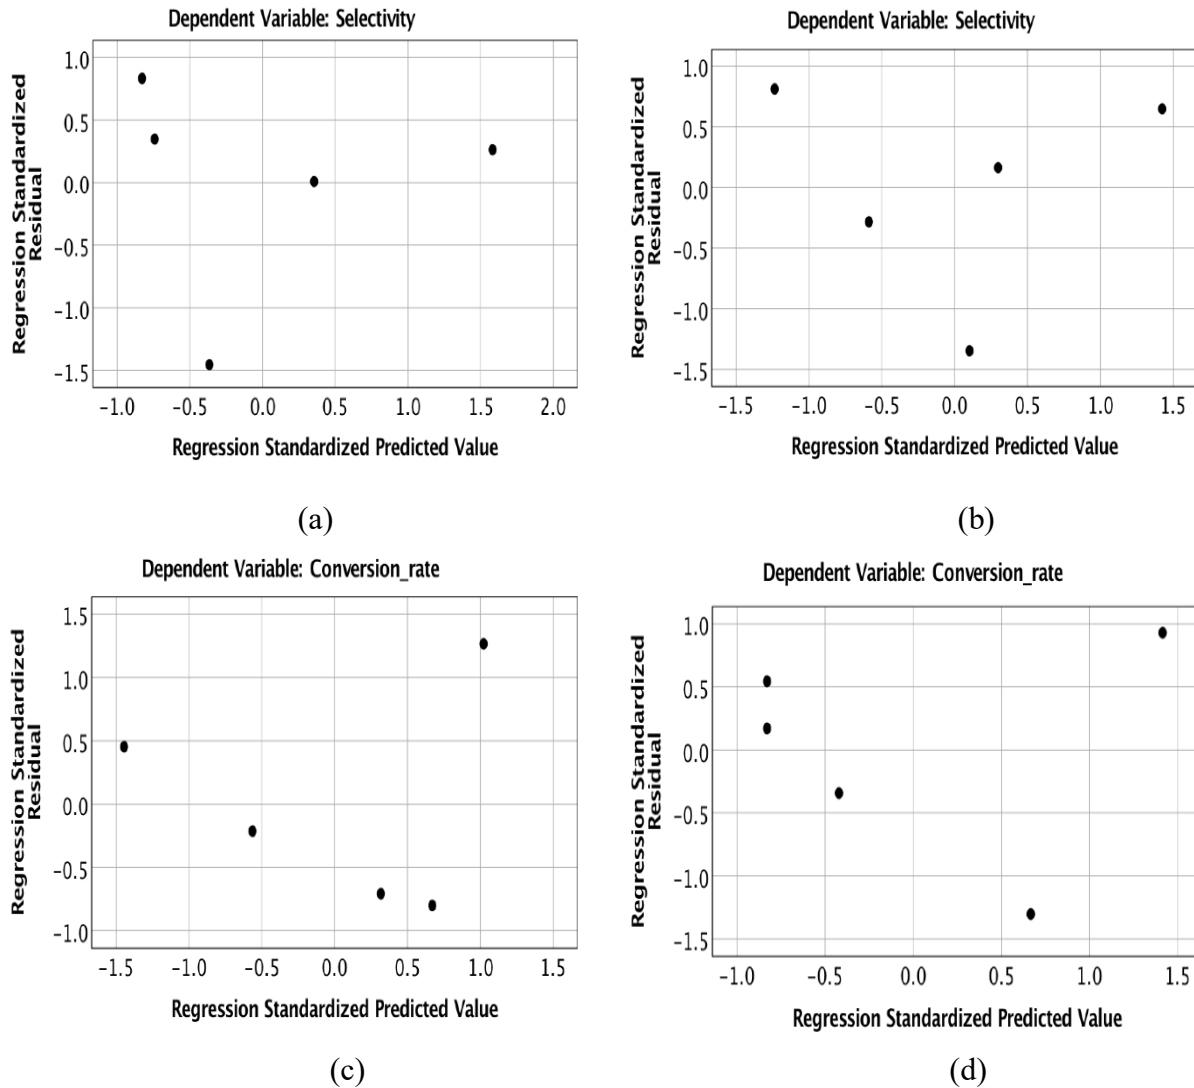 Dependent Variable: Selectivity
Regression Standardized
Residual
1.0
0.5
0.0
−0.5
−1.0
−1.5
−1.0 −0.5 0.0 0.5 1.0 1.5 2.0
Regression Standardized Predicted Value
(a)
Dependent Variable: Selectivity
Regression Standardized
Residual
1.0
0.5
0.0
−0.5
−1.0
−1.5
−1.5 −1.0 −0.5 0.0 0.5 1.0 1.5
Regression Standardized Predicted Value
(b)
Dependent Variable: Conversion_rate
Regression Standardized
Residual
1.5
1.0
0.5
0.0
−0.5
−1.0
−1.5 −1.0 −0.5 0.0 0.5 1.0 1.5
Regression Standardized Predicted Value
(c)
Dependent Variable: Conversion_rate
Regression Standardized
Residual
1.0
0.5
0.0
−0.5
−1.0
−1.5
−1.0 −0.5 0.0 0.5 1.0 1.5
Regression Standardized Predicted Value
(d)